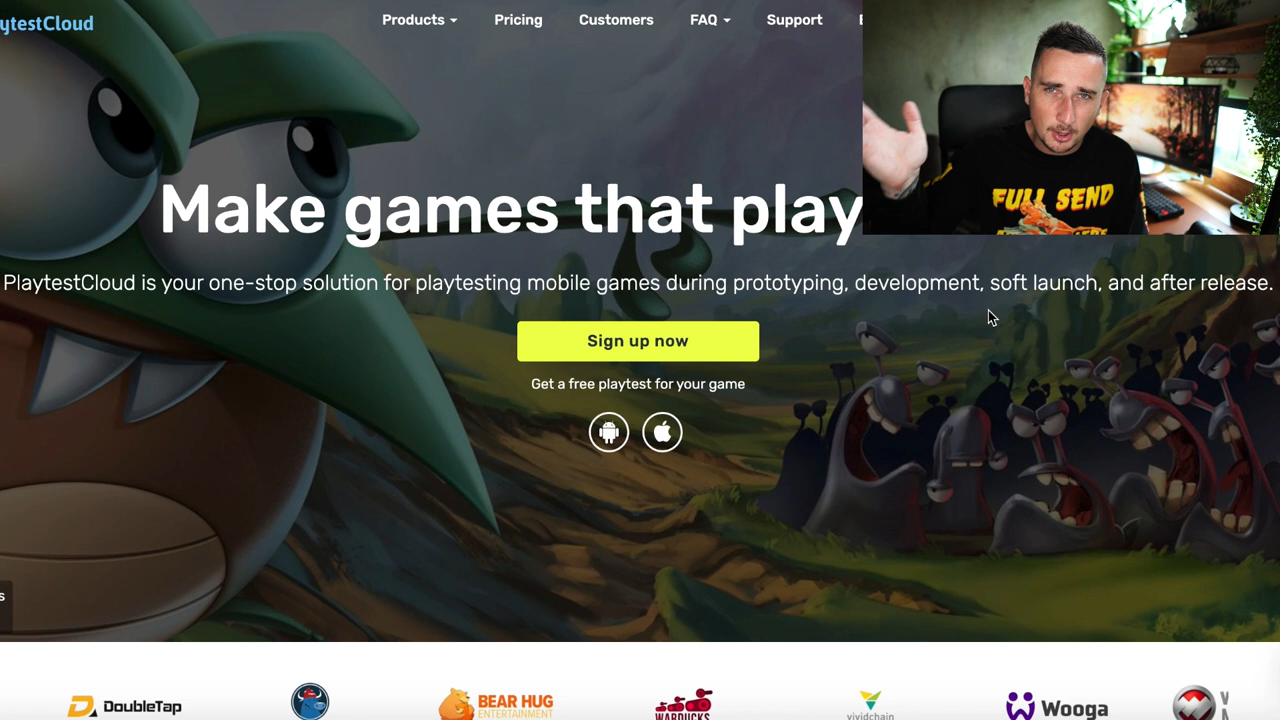 ytestCloud
Products
Pricing
Customers
FAQ
Support
FULL SEND
Make games that play
PlaytestCloud is your one-stop solution for playtesting mobile games during prototyping, development, soft launch, and after release.
Sign up now
Get a free playtest for your game
s
DoubleTap
BEAR HUG
ENTERTAINMENT
WARDUCKS
vividchain
Wooga